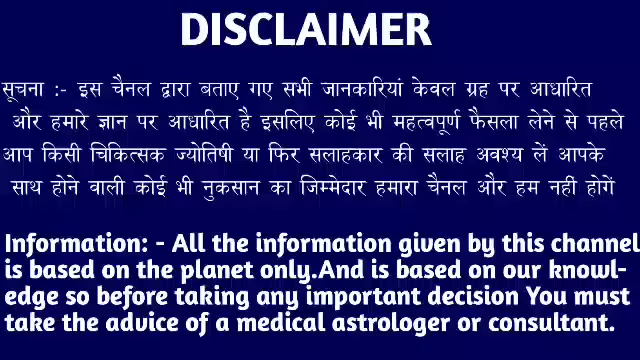 DISCLAIMER
सूचना :- इस चैनल द्वारा बताए गए सभी जानकारियां केवल ग्रह पर आधारित
और हमारे ज्ञान पर आधारित है इसलिए कोई भी महत्वपूर्ण फैसला लेने से पहले
आप किसी चिकित्सक ज्योतिषी या फिर सलाहकार की सलाह अवश्य लें आपके
साथ होने वाली कोई भी नुकसान का जिम्मेदार हमारा चैनल और हम नहीं होगें
Information: - All the information given by this channel
is based on the planet only.And is based on our knowl-
edge so before taking any important decision You must
take the advice of a medical astrologer or consultant.